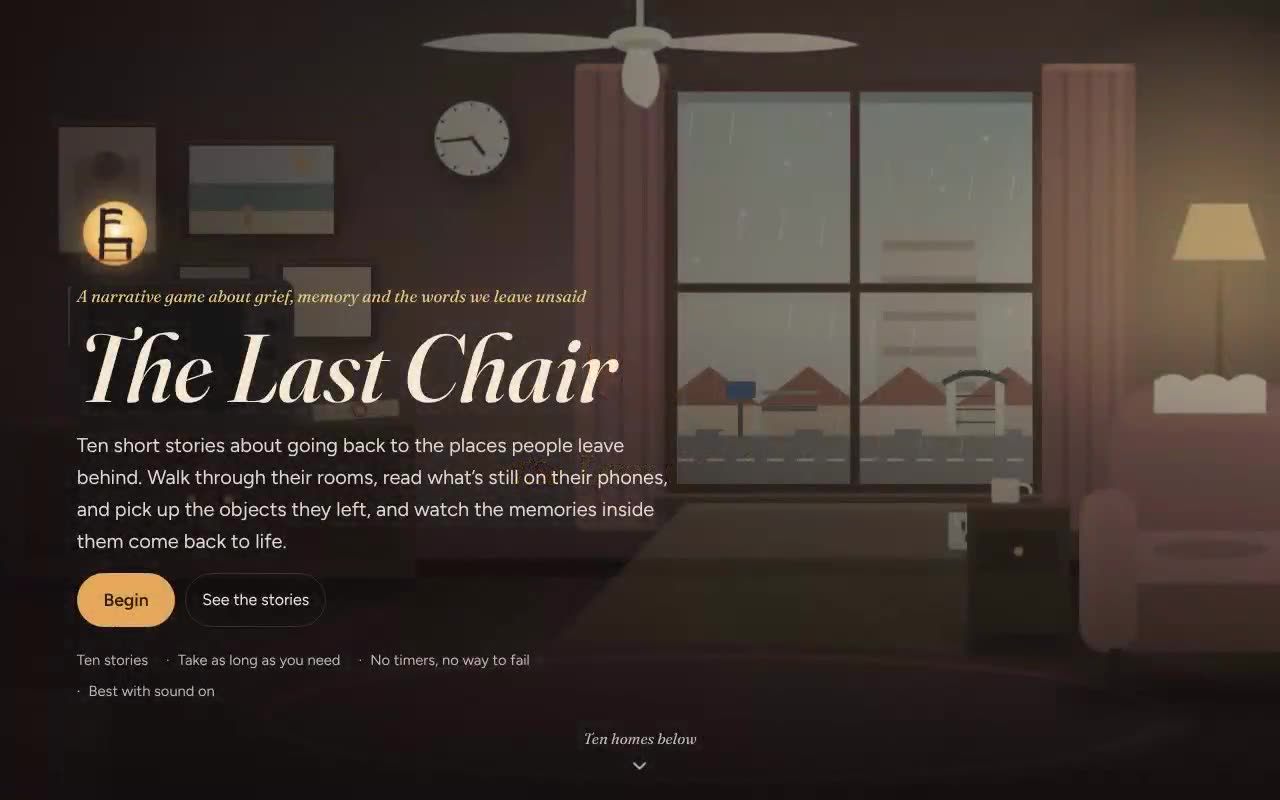 A narrative game about grief, memory and the words we leave unsaid
The Last Chair
Ten short stories about going back to the places people leave
behind. Walk through their rooms, read what’s still on their phones,
and pick up the objects they left, and watch the memories inside
them come back to life.
Begin
See the stories
Ten stories · Take as long as you need · No timers, no way to fail
· Best with sound on
Ten homes below